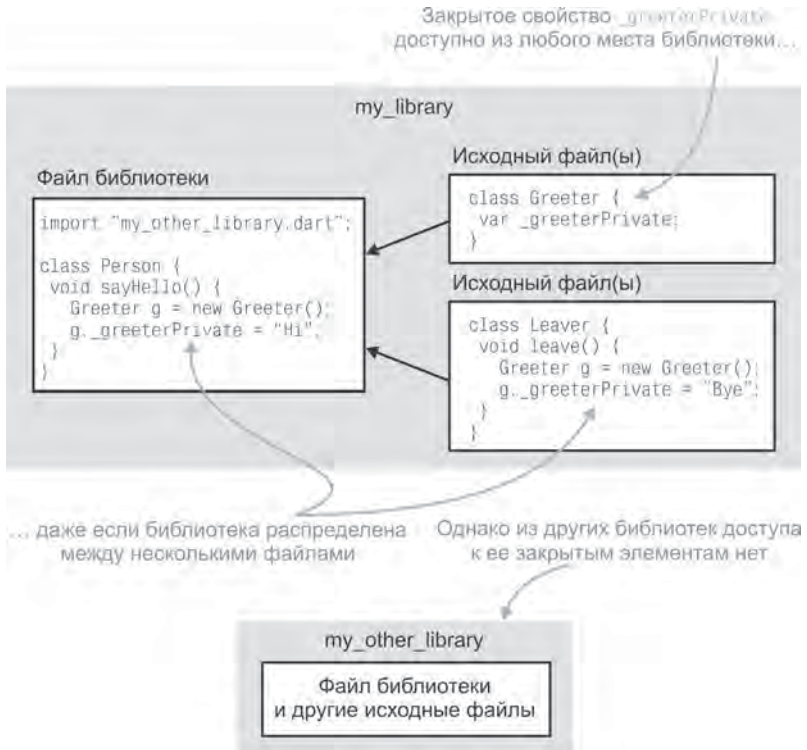 Закрытое свойство _greeterPrivate
доступно из любого места библиотеки...
my_library
Файл библиотеки
import "my_other_library.dart";
class Person {
void sayHello() {
Greeter g = new Greeter();
g._greeterPrivate = "Hi";
}
}
Исходный файл(ы)
class Greeter {
var _greeterPrivate;
}
Исходный файл(ы)
class Leaver {
void leave() {
Greeter g = new Greeter();
g._greeterPrivate = "Bye";
}
}
... даже если библиотека распределена
между несколькими файлами
Однако из других библиотек доступа
к ее закрытым элементам нет
my_other_library
Файл библиотеки
и другие исходные файлы